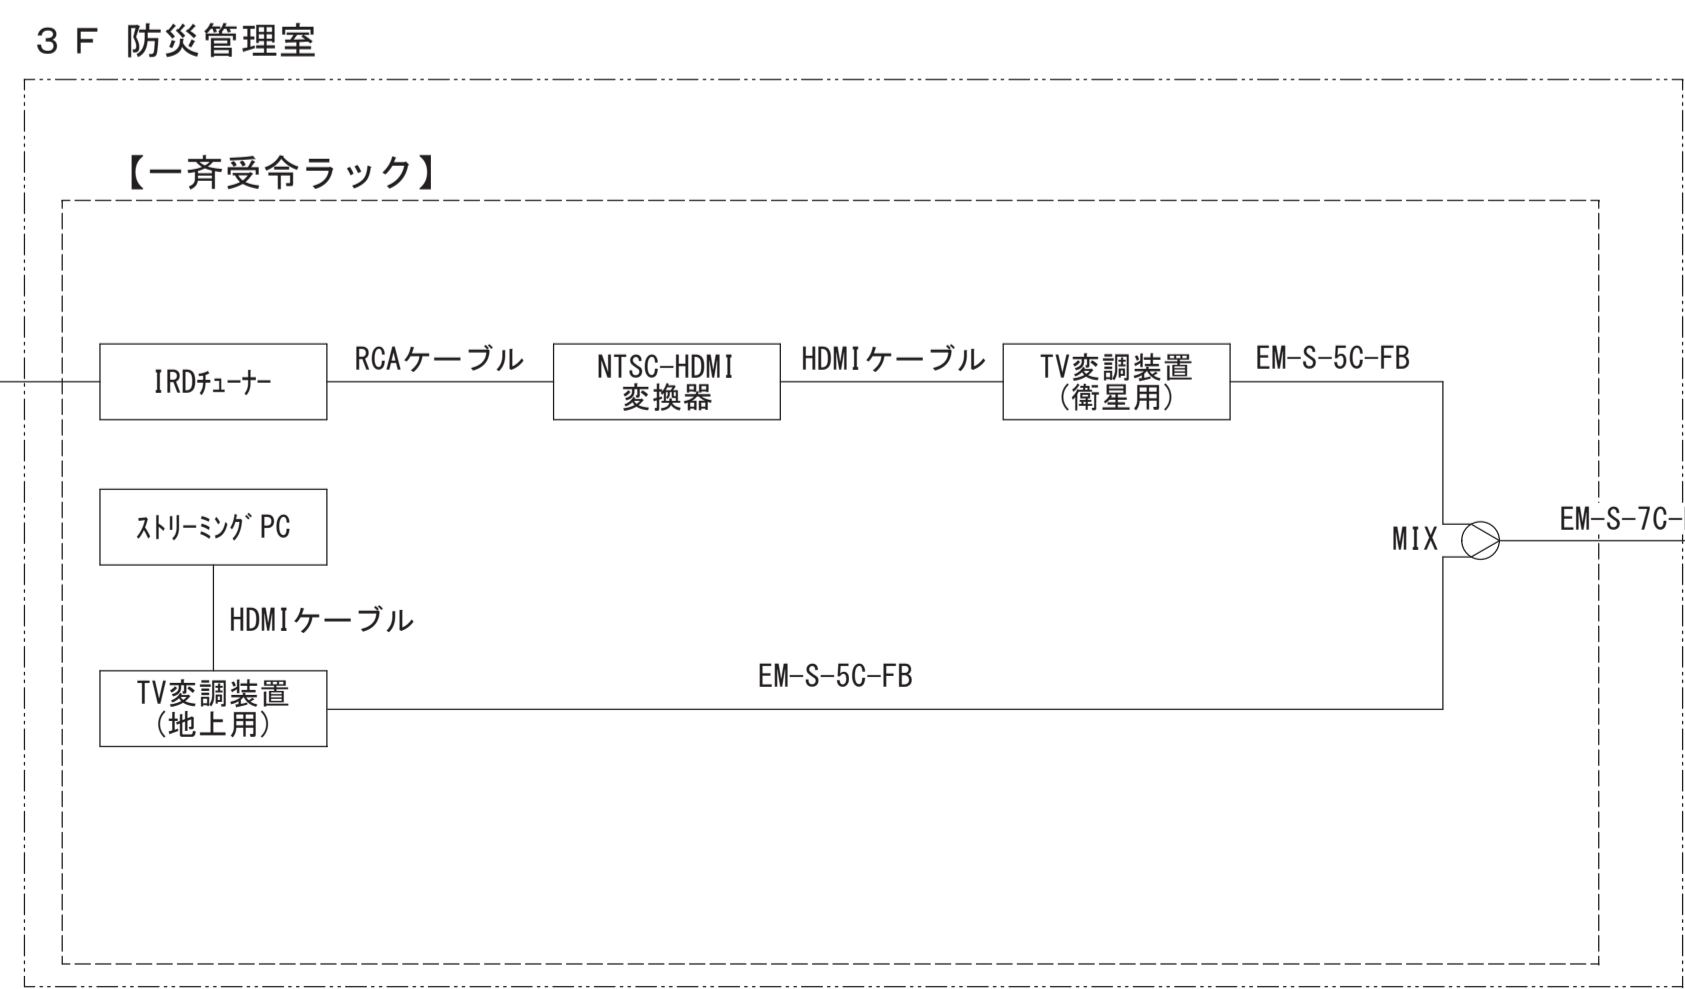 ３Ｆ 防災管理室
【一斉受令ラック】
IRDﾁｭｰﾅｰ
RCAケーブル
NTSC-HDMI
変換器
HDMIケーブル
TV変調装置
(衛星用)
EM-S-5C-FB
ｽﾄﾘｰﾐﾝｸﾞPC
MIX
EM-S-7C-
HDMIケーブル
TV変調装置
(地上用)
EM-S-5C-FB